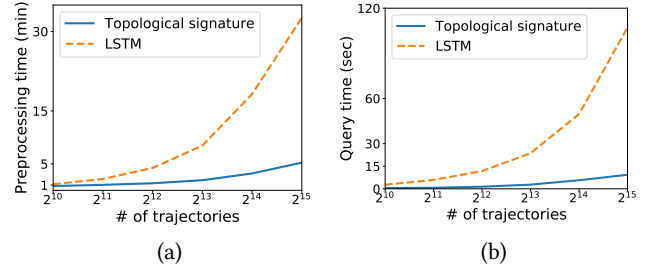 Preprocessing time (min)
30
15
5
1
Topological signature
LSTM
2^10 2^11 2^12 2^13 2^14 2^15
# of trajectories
(a)
Query time (sec)
120
60
30
15
0
Topological signature
LSTM
2^10 2^11 2^12 2^13 2^14 2^15
# of trajectories
(b)